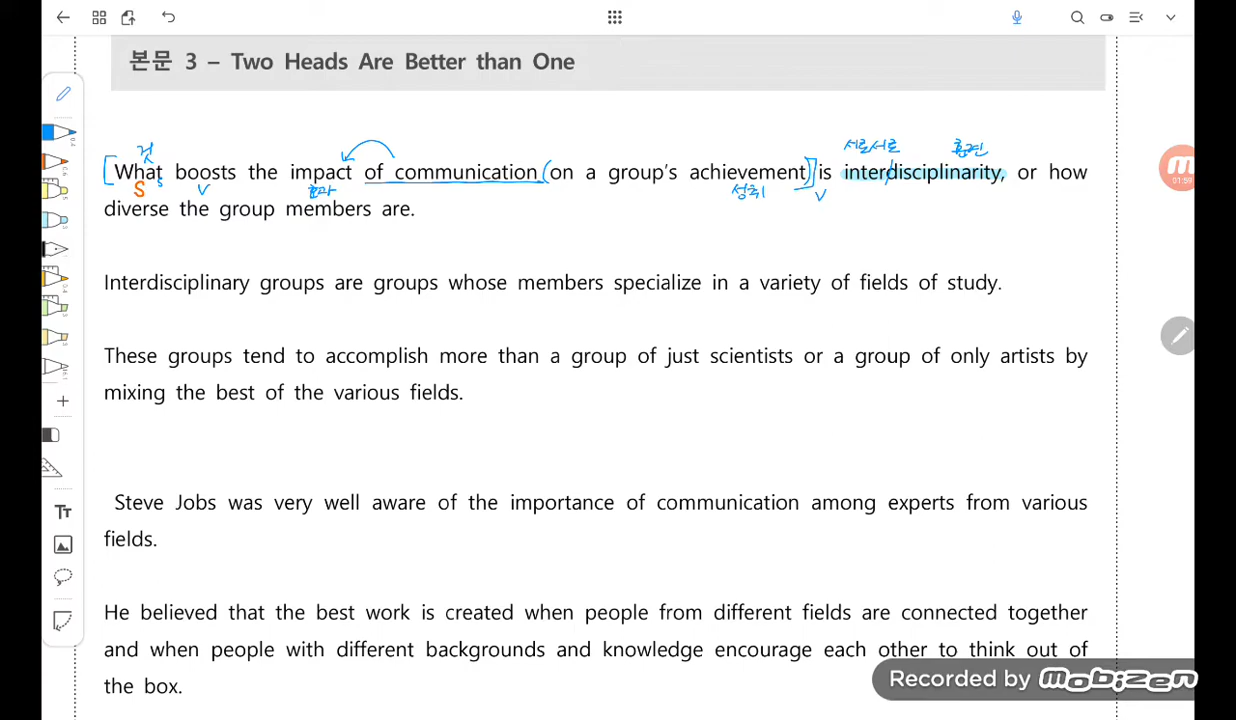 본문 3 – Two Heads Are Better than One
것 서로서로 훈련
What boosts the impact of communication (on a group's achievement) is interdisciplinarity, or how
S s V 효과 성취 V
diverse the group members are.
Interdisciplinary groups are groups whose members specialize in a variety of fields of study.
These groups tend to accomplish more than a group of just scientists or a group of only artists by
mixing the best of the various fields.
Steve Jobs was very well aware of the importance of communication among experts from various
fields.
He believed that the best work is created when people from different fields are connected together
and when people with different backgrounds and knowledge encourage each other to think out of
the box.
Tt
01:59
Recorded by mobizen